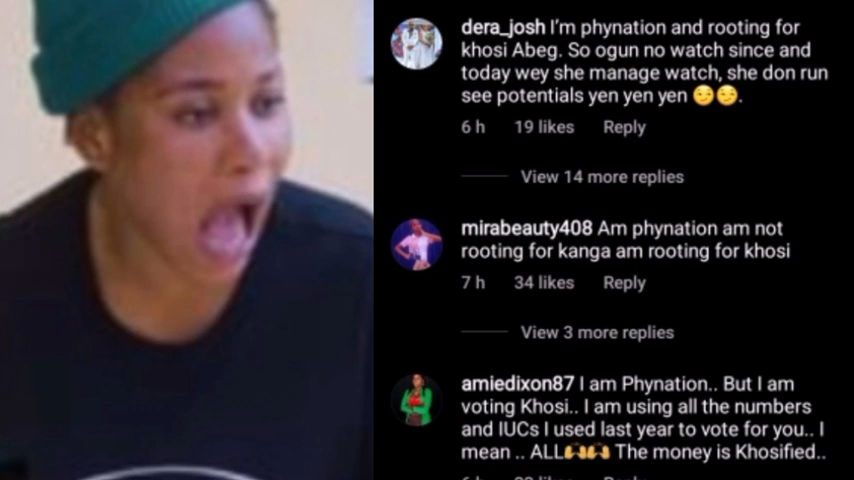 dera_josh I'm phynation and rooting for
khosi Abeg. So ogun no watch since and
today wey she manage watch, she don run
see potentials yen yen yen 😏😏.
6 h 19 likes Reply
View 14 more replies
mirabeauty408 Am phynation am not
rooting for kanga am rooting for khosi
7 h 34 likes Reply
View 3 more replies
amiedixon87 I am Phynation.. But I am
voting Khosi.. I am using all the numbers
and IUCs I used last year to vote for you.. I
mean .. ALL🙌🙌 The money is Khosified..